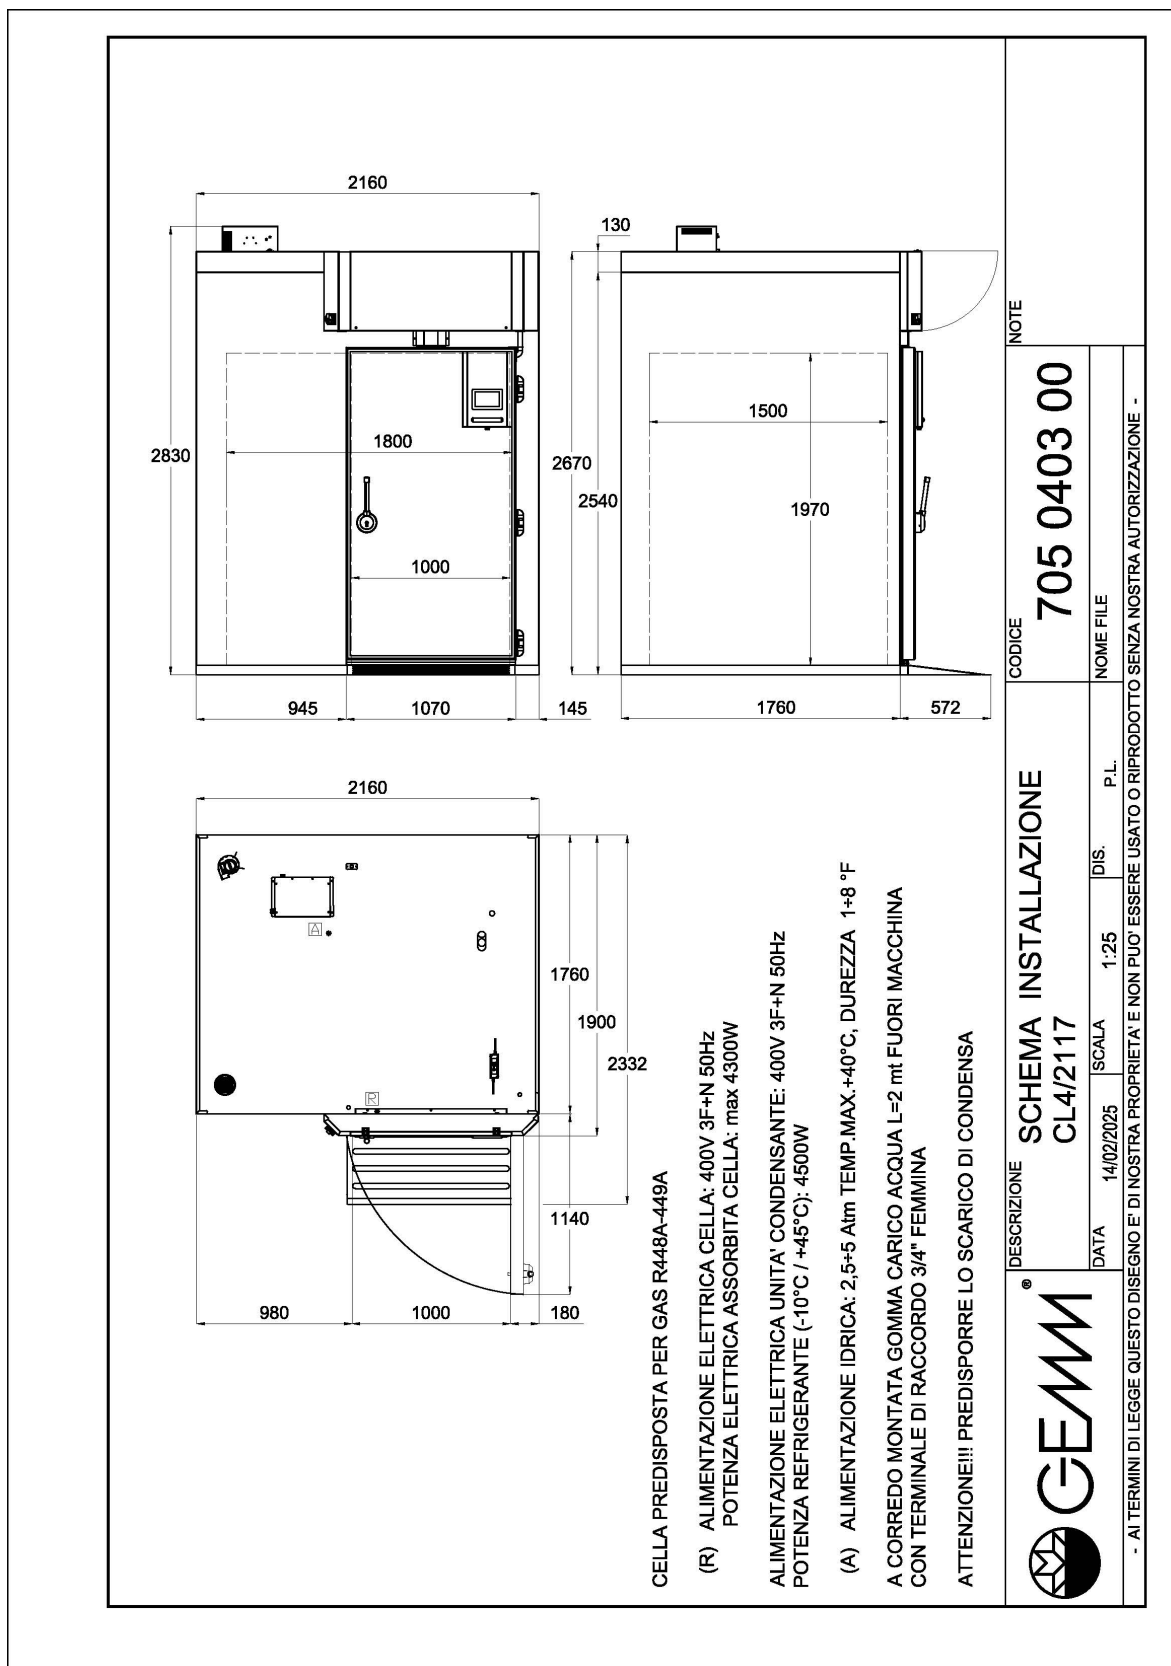 2160
2830
1800
1000
945
1070
145
130
2670
2540
1500
1970
1760
572
2160
A
R
1760
1900
2332
1140
980
1000
180
CELLA PREDISPOSTA PER GAS R448A-449A
(R) ALIMENTAZIONE ELETTRICA CELLA: 400V 3F+N 50Hz
POTENZA ELETTRICA ASSORBITA CELLA: max 4300W
ALIMENTAZIONE ELETTRICA UNITA' CONDENSANTE: 400V 3F+N 50Hz
POTENZA REFRIGERANTE (-10°C / +45°C): 4500W
(A) ALIMENTAZIONE IDRICA: 2,5÷5 Atm TEMP.MAX.+40°C, DUREZZA 1÷8 °F
A CORREDO MONTATA GOMMA CARICO ACQUA L=2 mt FUORI MACCHINA
CON TERMINALE DI RACCORDO 3/4" FEMMINA
ATTENZIONE!!! PREDISPORRE LO SCARICO DI CONDENSA
GEMM ®
DESCRIZIONE
SCHEMA INSTALLAZIONE
CL4/2117
CODICE
705 0403 00
NOTE
DATA
14/02/2025
SCALA
1:25
DIS.
P.L.
NOME FILE
- AI TERMINI DI LEGGE QUESTO DISEGNO E' DI NOSTRA PROPRIETA' E NON PUO' ESSERE USATO O RIPRODOTTO SENZA NOSTRA AUTORIZZAZIONE -